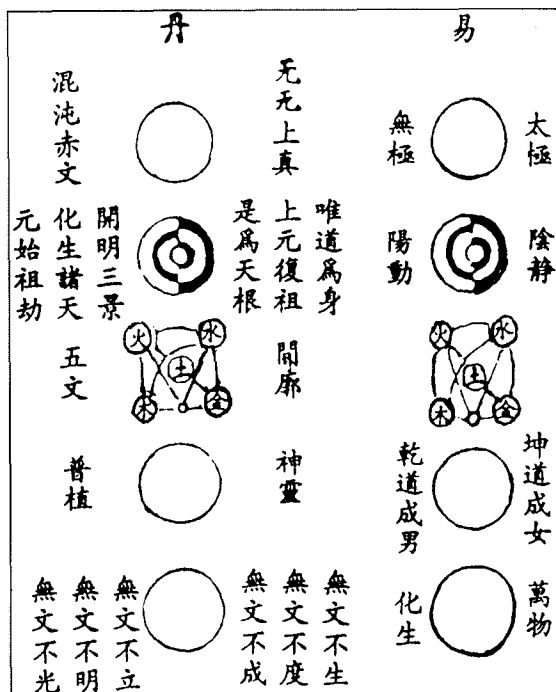 易
太極
無極
陰静
陽動
水
火
土
金
木
坤道成女
乾道成男
萬物
化生
丹
无无上真
混沌赤文
唯道爲身
上元復祖
是爲天根
開明三景
化生諸天
元始祖劫
開廓
水
火
土
金
木
五文
神靈
普植
無文不生
無文不度
無文不成
無文不立
無文不明
無文不光